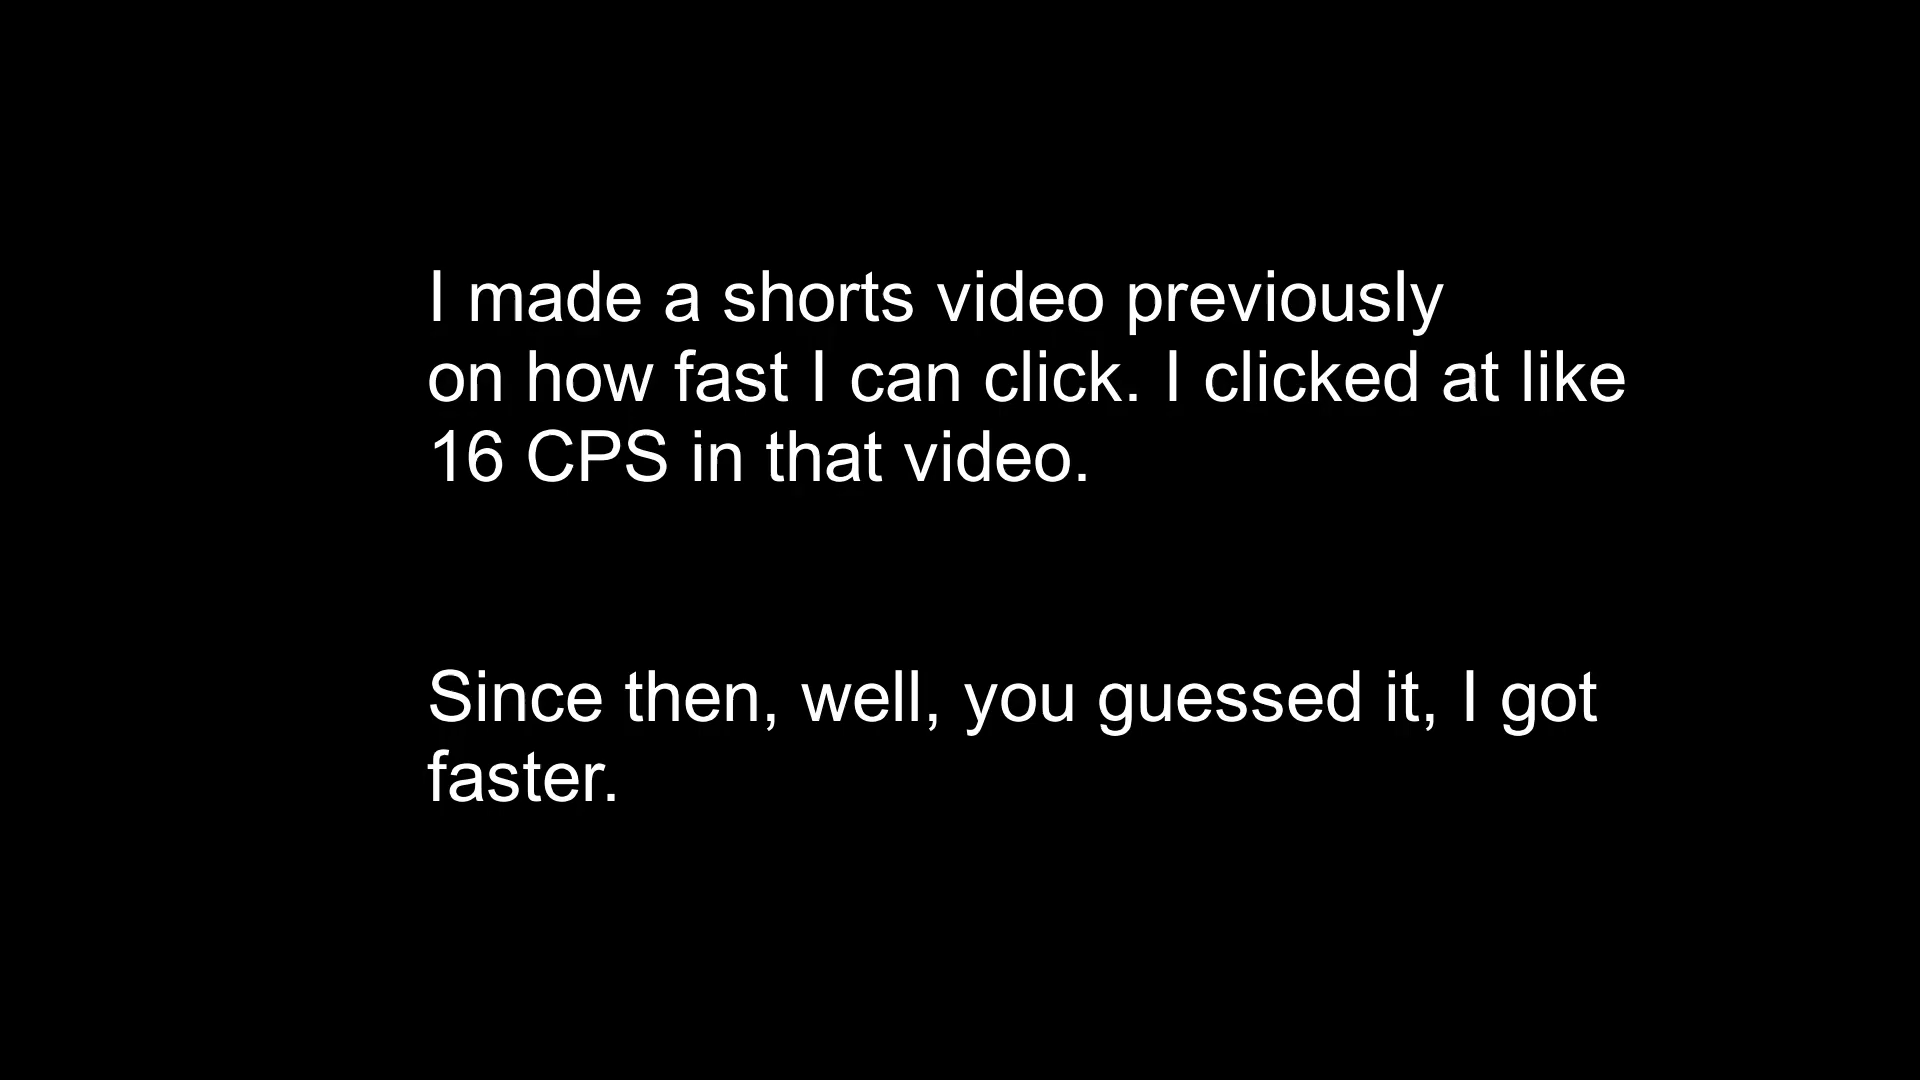 I made a shorts video previously
on how fast I can click. I clicked at like
16 CPS in that video.
Since then, well, you guessed it, I got
faster.